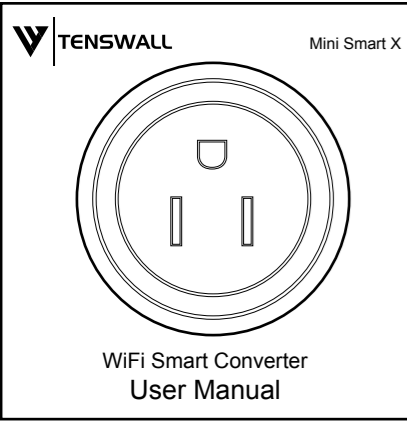 TENSWALL
Mini Smart X
WiFi Smart Converter
User Manual